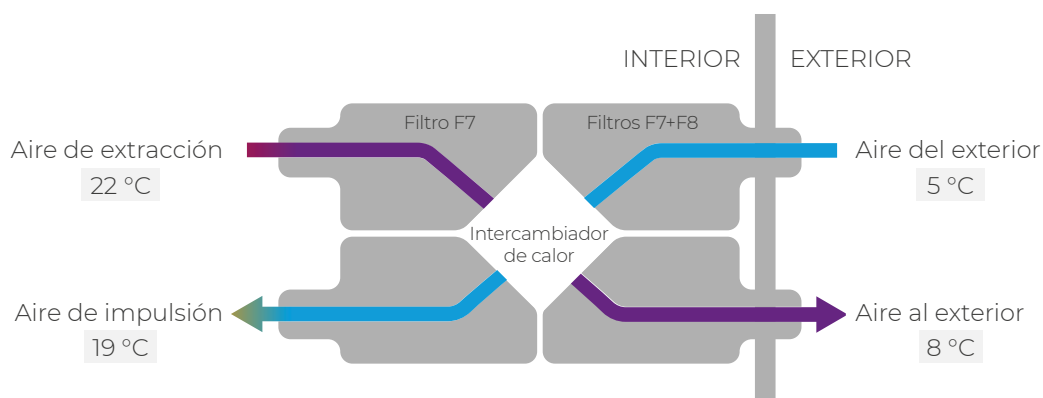 INTERIOR
EXTERIOR
Filtro F7
Filtros F7+F8
Aire de extracción
22 °C
Aire del exterior
5 °C
Intercambiador
de calor
Aire de impulsión
19 °C
Aire al exterior
8 °C